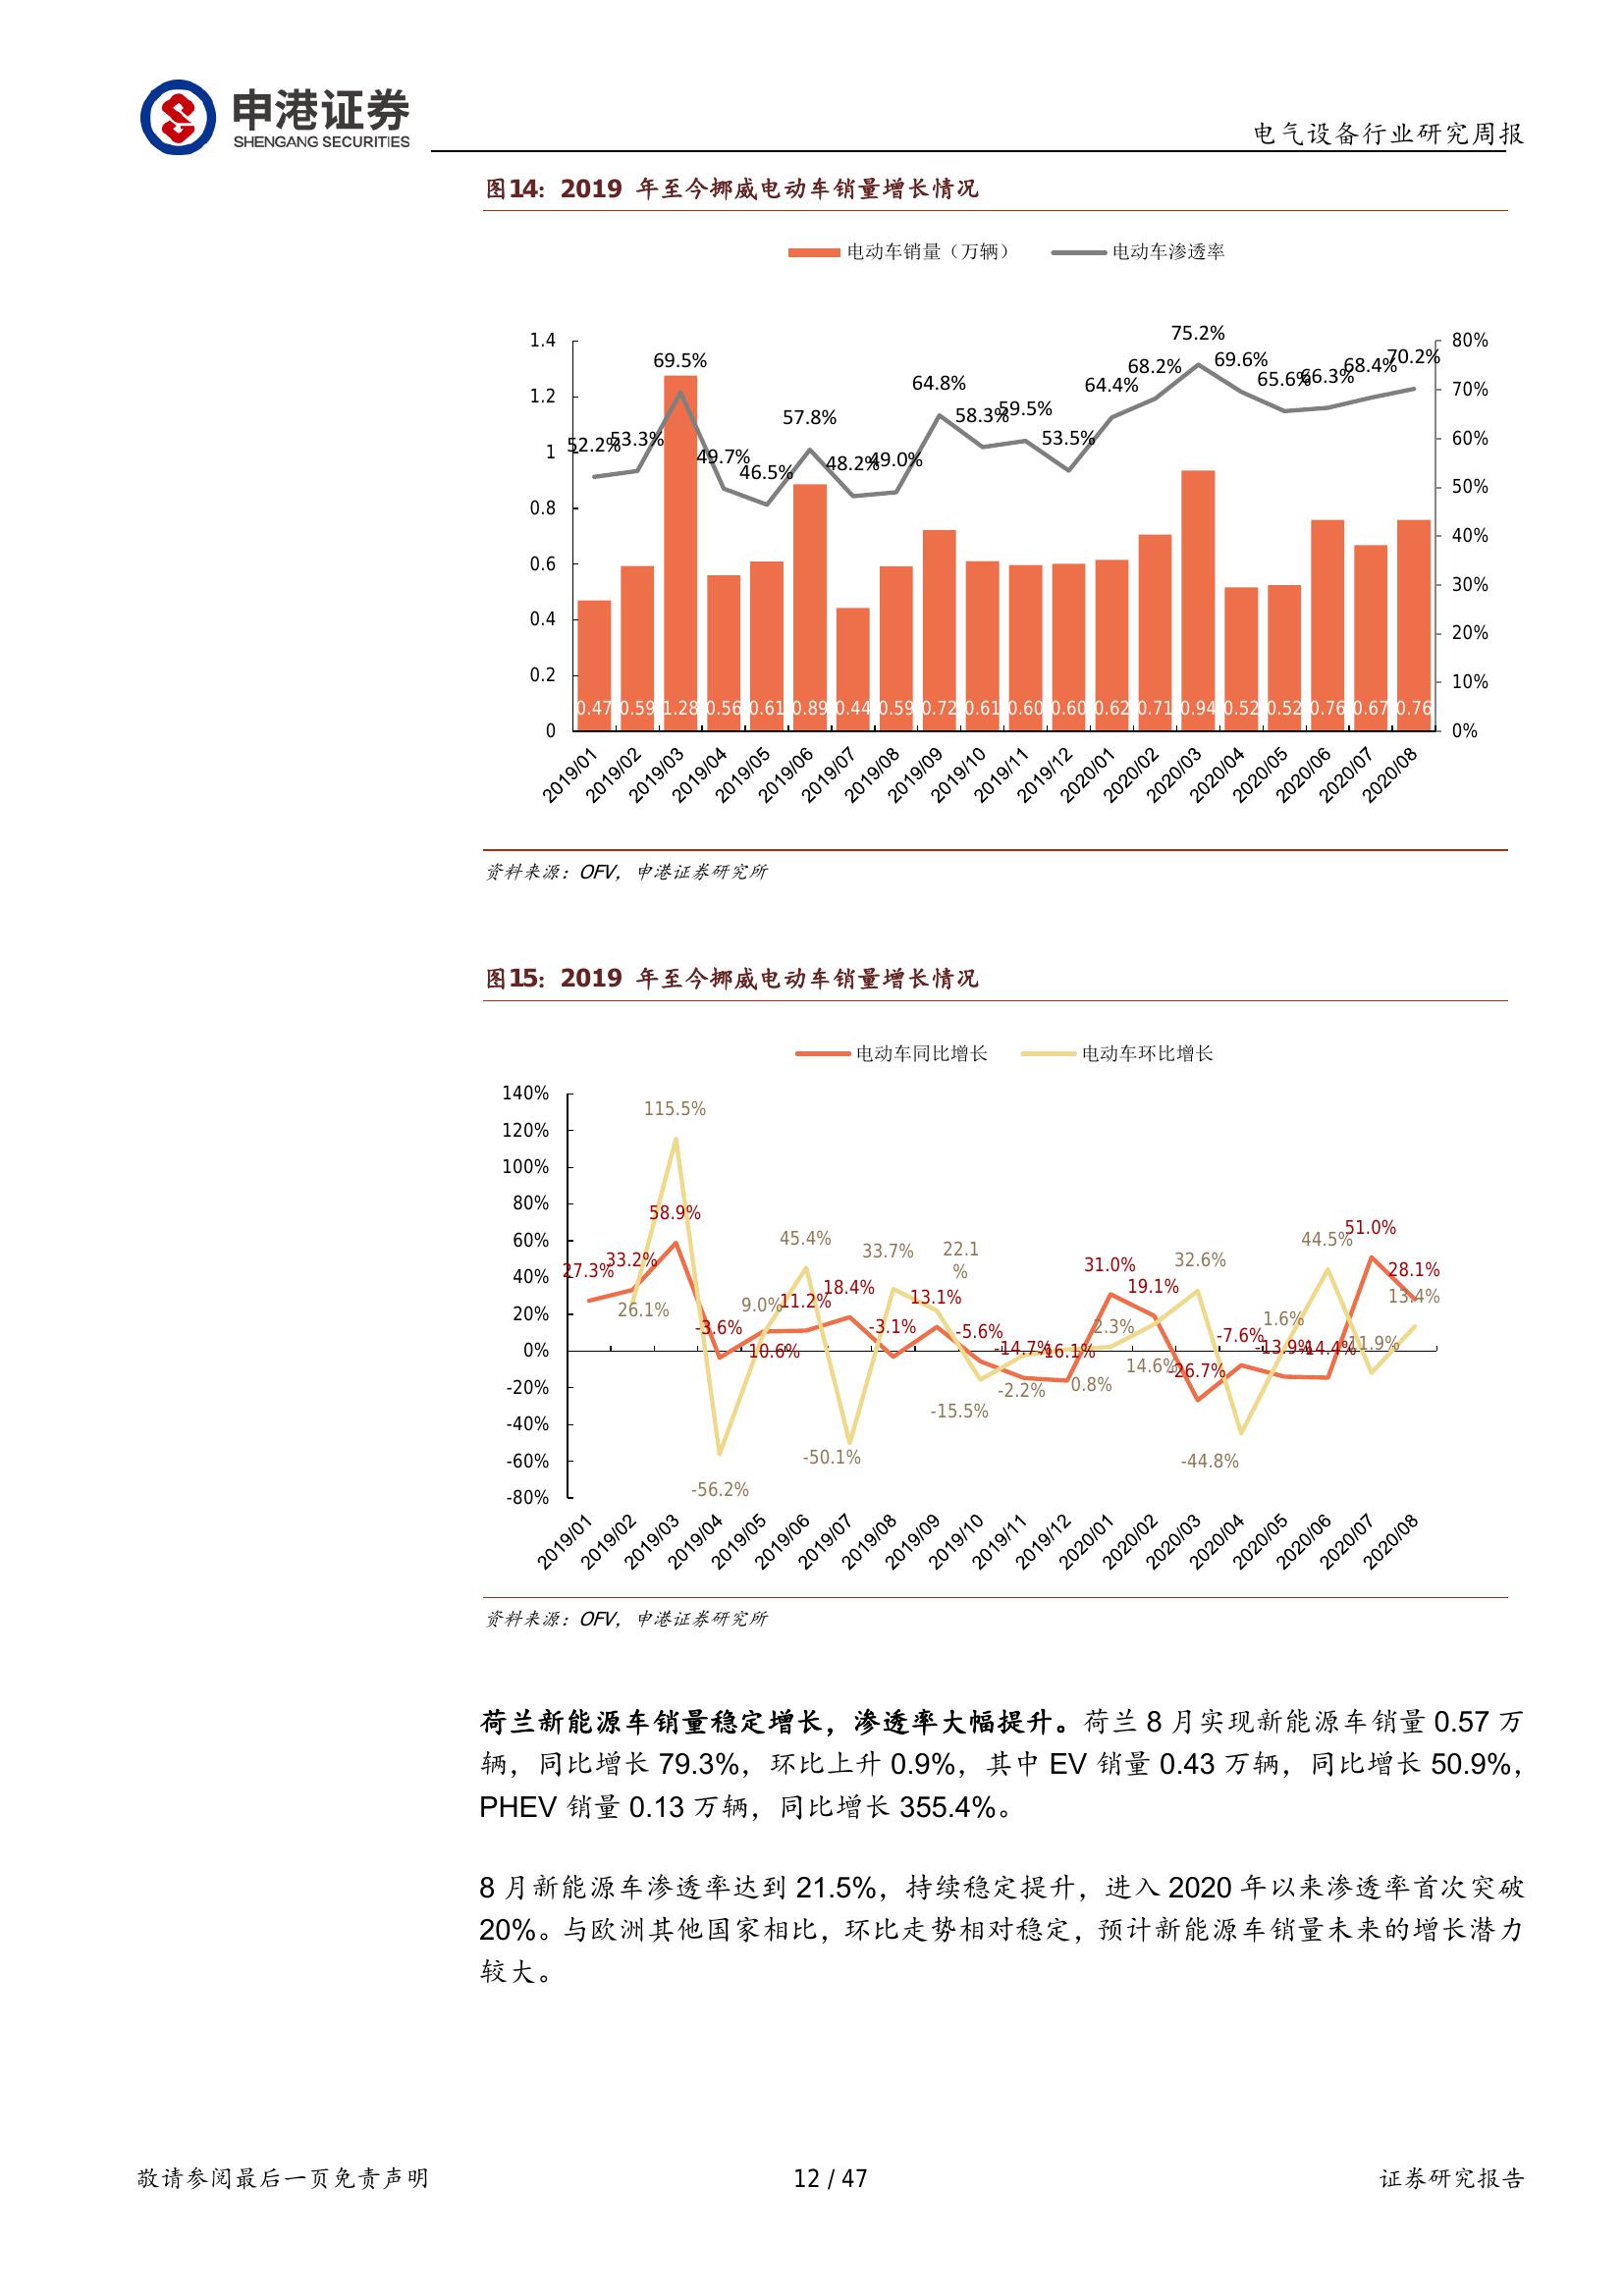 申港证券
SHENGANG SECURITIES
电气设备行业研究周报
图14：2019 年至今挪威电动车销量增长情况
电动车销量（万辆） 电动车渗透率
1.4
1.2
1
0.8
0.6
0.4
0.2
0
80%
70%
60%
50%
40%
30%
20%
10%
0%
52.2% 53.3% 69.5% 49.7% 46.5% 57.8% 48.2% 49.0% 64.8% 58.3% 59.5% 53.5% 64.4% 68.2% 75.2% 69.6% 65.6% 66.3% 68.4% 70.2%
0.47 0.59 1.28 0.56 0.61 0.89 0.44 0.59 0.72 0.61 0.60 0.60 0.62 0.71 0.94 0.52 0.52 0.76 0.67 0.76
2019/01 2019/02 2019/03 2019/04 2019/05 2019/06 2019/07 2019/08 2019/09 2019/10 2019/11 2019/12 2020/01 2020/02 2020/03 2020/04 2020/05 2020/06 2020/07 2020/08
资料来源：OFV，申港证券研究所
图15：2019 年至今挪威电动车销量增长情况
电动车同比增长 电动车环比增长
140%
120%
100%
80%
60%
40%
20%
0%
-20%
-40%
-60%
-80%
27.3% 33.2% 58.9% -3.6% 10.6% 11.2% 18.4% -3.1% 13.1% -5.6% -14.7% -16.1% 31.0% 19.1% -26.7% -7.6% -13.9% -14.4% 51.0% 28.1%
26.1% 115.5% -56.2% 9.0% 45.4% -50.1% 33.7% 22.1% -15.5% -2.2% 0.8% 2.3% 14.6% 32.6% -44.8% 1.6% 44.5% -11.9% 13.4%
2019/01 2019/02 2019/03 2019/04 2019/05 2019/06 2019/07 2019/08 2019/09 2019/10 2019/11 2019/12 2020/01 2020/02 2020/03 2020/04 2020/05 2020/06 2020/07 2020/08
资料来源：OFV，申港证券研究所
荷兰新能源车销量稳定增长，渗透率大幅提升。荷兰 8 月实现新能源车销量 0.57 万
辆，同比增长 79.3%，环比上升 0.9%，其中 EV 销量 0.43 万辆，同比增长 50.9%，
PHEV 销量 0.13 万辆，同比增长 355.4%。
8 月新能源车渗透率达到 21.5%，持续稳定提升，进入 2020 年以来渗透率首次突破
20%。与欧洲其他国家相比，环比走势相对稳定，预计新能源车销量未来的增长潜力
较大。
敬请参阅最后一页免责声明
12 / 47
证券研究报告